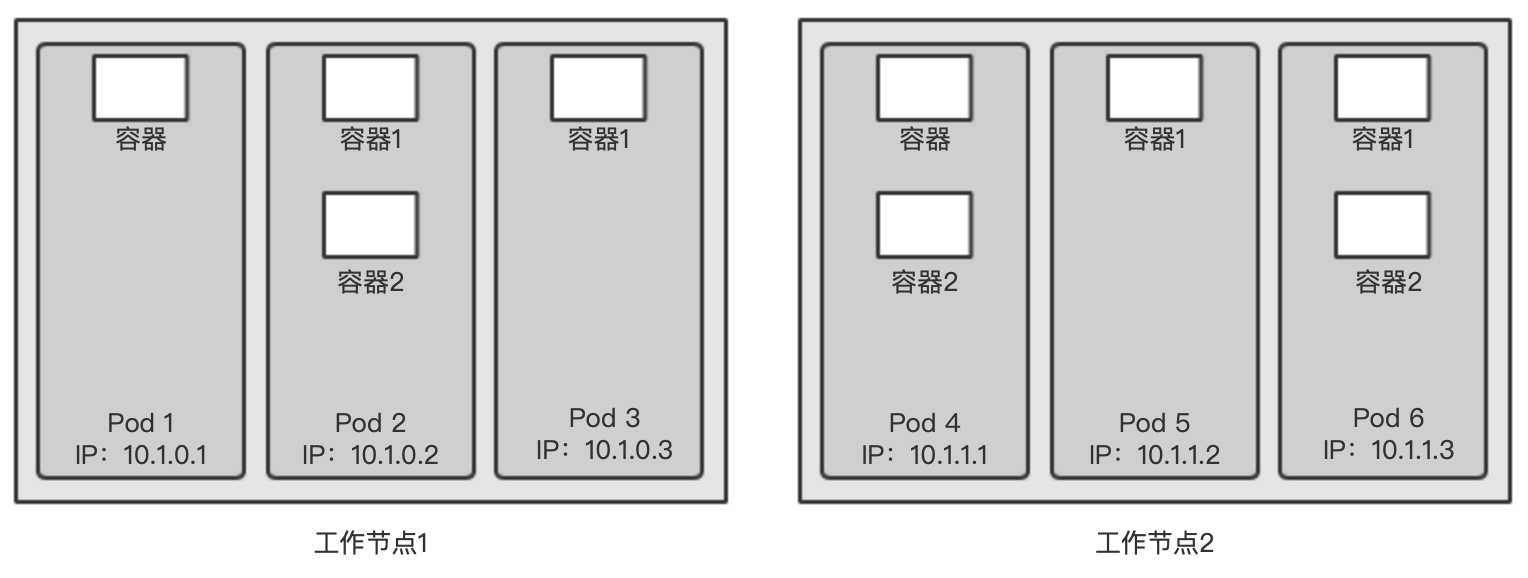 容器
容器1
容器2
容器1
容器
容器2
容器1
容器1
容器2
Pod 1
IP：10.1.0.1
Pod 2
IP：10.1.0.2
Pod 3
IP：10.1.0.3
Pod 4
IP：10.1.1.1
Pod 5
IP：10.1.1.2
Pod 6
IP：10.1.1.3
工作节点1
工作节点2